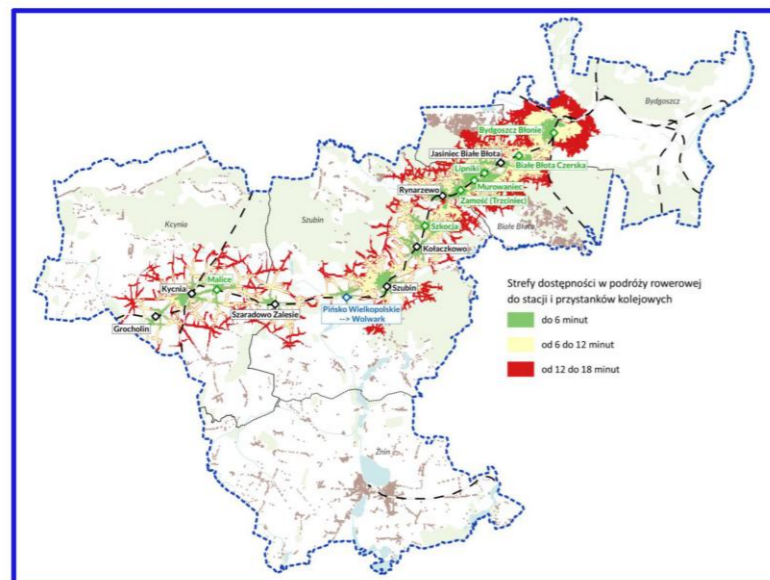 Bydgoszcz
Bydgoszcz Błonie
Jasiniec Białe Błota
Białe Błota Czerska
Lipniki
Murowaniec
Rynarzewo
Zamość (Trzciniec)
Szubin
Kcynia
Szkocja
Białe Błota
Kołaczkowo
Malice
Kycnia
Szubin
Szaradowo Zalesie
Pińsko Wielkopolskie
--> Wolwark
Grocholin
Żnin
Strefy dostępności w podróży rowerowej
do stacji i przystanków kolejowych
do 6 minut
od 6 do 12 minut
od 12 do 18 minut